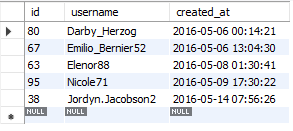 id username created_at
80 Darby_Herzog 2016-05-06 00:14:21
67 Emilio_Bernier52 2016-05-06 13:04:30
63 Elenor88 2016-05-08 01:30:41
95 Nicole71 2016-05-09 17:30:22
38 Jordyn.Jacobson2 2016-05-14 07:56:26
NULL NULL NULL